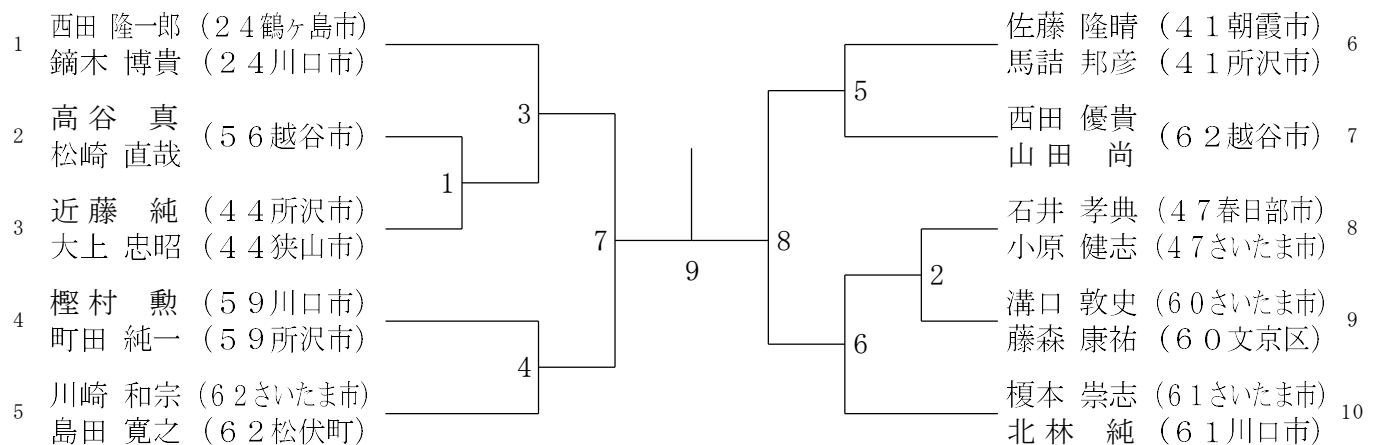 1 西田 隆一郎 (24鶴ヶ島市)
鏑木 博貴 (24川口市)
2 高谷 真 (56越谷市)
松崎 直哉
3 近藤 純 (44所沢市)
大上 忠昭 (44狭山市)
4 樫村 勲 (59川口市)
町田 純一 (59所沢市)
5 川崎 和宗 (62さいたま市)
島田 寛之 (62松伏町)
3
1
7
4
9
佐藤 隆晴 (41朝霞市) 6
馬詰 邦彦 (41所沢市)
西田 優貴 (62越谷市) 7
山田 尚
石井 孝典 (47春日部市) 8
小原 健志 (47さいたま市)
溝口 敦史 (60さいたま市) 9
藤森 康祐 (60文京区)
榎本 崇志 (61さいたま市) 10
北林 純 (61川口市)
5
8
2
6